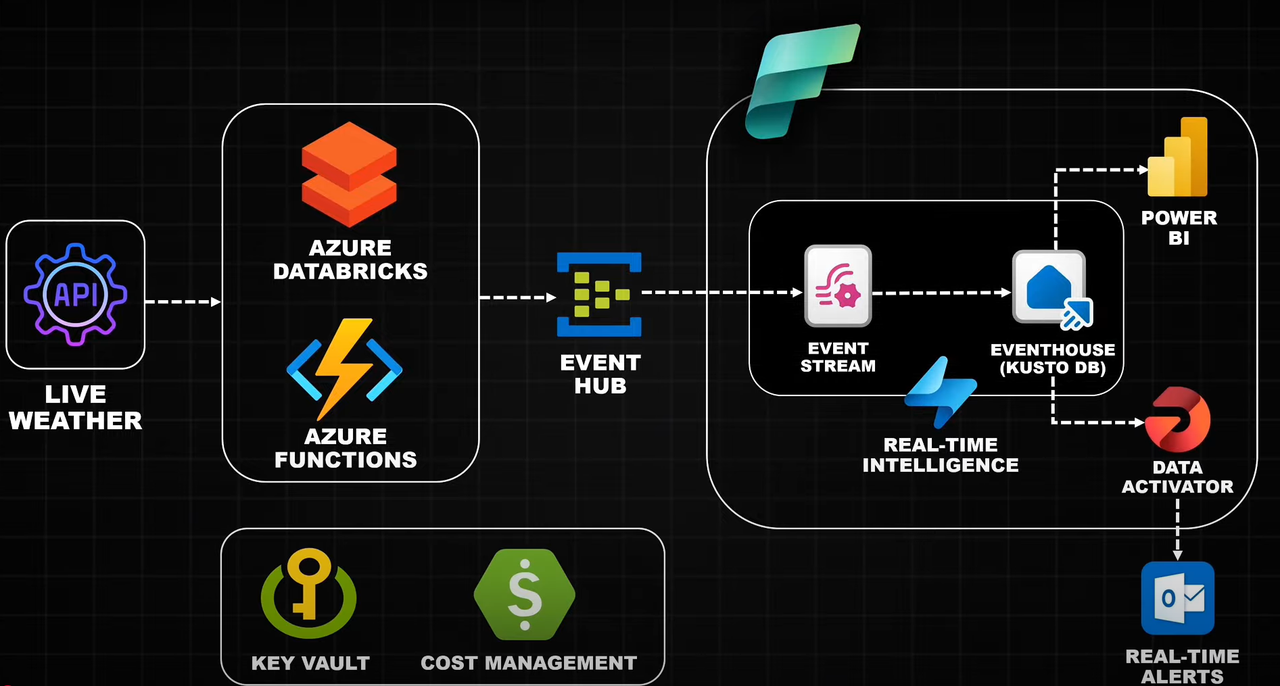 API
LIVE
WEATHER
AZURE
DATABRICKS
AZURE
FUNCTIONS
EVENT
HUB
EVENT
STREAM
EVENTHOUSE
(KUSTO DB)
REAL-TIME
INTELLIGENCE
POWER
BI
DATA
ACTIVATOR
O
REAL-TIME
ALERTS
KEY VAULT
$
COST MANAGEMENT